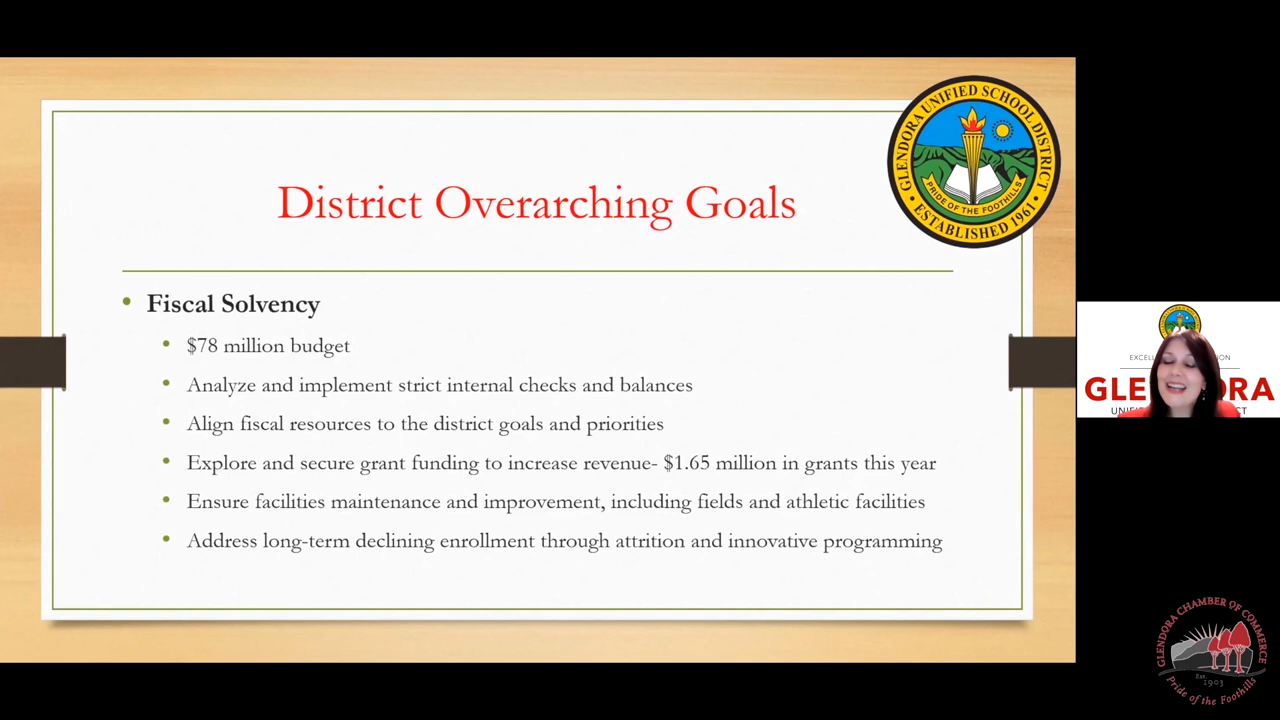 GLENDORA UNIFIED SCHOOL DISTRICT
PRIDE OF THE FOOTHILLS
• ESTABLISHED 1961 •
District Overarching Goals
• Fiscal Solvency
• $78 million budget
• Analyze and implement strict internal checks and balances
• Align fiscal resources to the district goals and priorities
• Explore and secure grant funding to increase revenue- $1.65 million in grants this year
• Ensure facilities maintenance and improvement, including fields and athletic facilities
• Address long-term declining enrollment through attrition and innovative programming
GLENDORA CHAMBER OF COMMERCE
Est.
1903
Pride of the Foothills